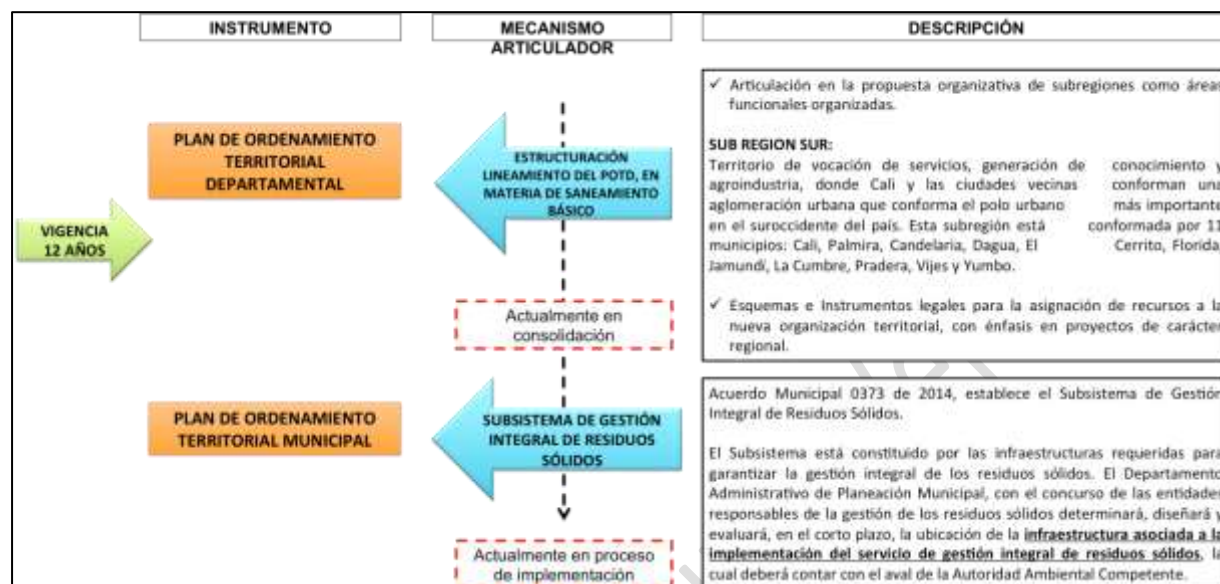 INSTRUMENTO
MECANISMO
ARTICULADOR
DESCRIPCIÓN
VIGENCIA
12 AÑOS
PLAN DE ORDENAMIENTO
TERRITORIAL
DEPARTAMENTAL
ESTRUCTURACIÓN
LINEAMIENTO DEL POTD, EN
MATERIA DE SANEAMIENTO
BÁSICO
Actualmente en
consolidación
✓ Articulación en la propuesta organizativa de subregiones como áreas
funcionales organizadas.
SUB REGION SUR:
Territorio de vocación de servicios, generación de conocimiento y
agroindustria, donde Cali y las ciudades vecinas conforman una
aglomeración urbana que conforma el polo urbano más importante
en el suroccidente del país. Esta subregión está conformada por 11
municipios: Cali, Palmira, Candelaria, Dagua, El Cerrito, Florida,
Jamundí, La Cumbre, Pradera, Vijes y Yumbo.
✓ Esquemas e Instrumentos legales para la asignación de recursos a la
nueva organización territorial, con énfasis en proyectos de carácter
regional.
PLAN DE ORDENAMIENTO
TERRITORIAL MUNICIPAL
SUBSISTEMA DE GESTIÓN
INTEGRAL DE RESIDUOS
SÓLIDOS
Actualmente en proceso
de implementación
Acuerdo Municipal 0373 de 2014, establece el Subsistema de Gestión
Integral de Residuos Sólidos.
El Subsistema está constituido por las infraestructuras requeridas para
garantizar la gestión integral de los residuos sólidos. El Departamento
Administrativo de Planeación Municipal, con el concurso de las entidades
responsables de la gestión de los residuos sólidos determinará, diseñará y
evaluará, en el corto plazo, la ubicación de la infraestructura asociada a la
implementación del servicio de gestión integral de residuos sólidos, la
cual deberá contar con el aval de la Autoridad Ambiental Competente.